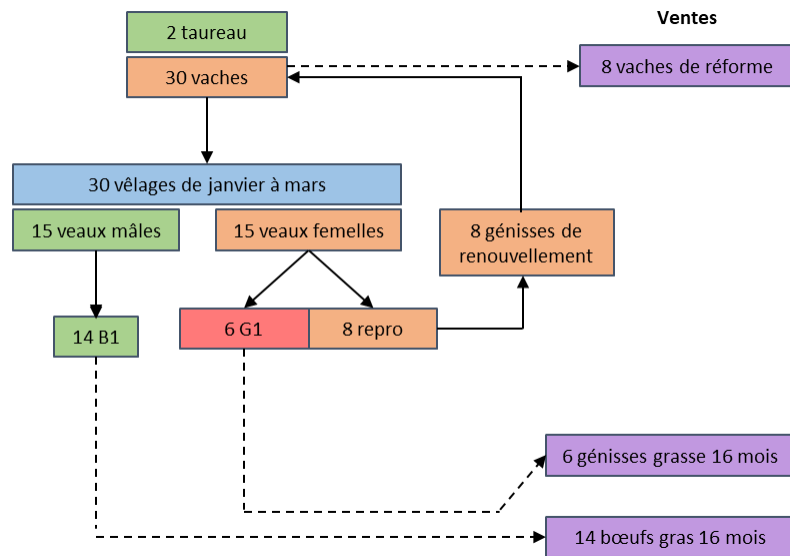 Ventes
2 taureau
30 vaches
8 vaches de réforme
30 vêlages de janvier à mars
15 veaux mâles
15 veaux femelles
8 génisses de
renouvellement
14 B1
6 G1
8 repro
6 génisses grasse 16 mois
14 bœufs gras 16 mois